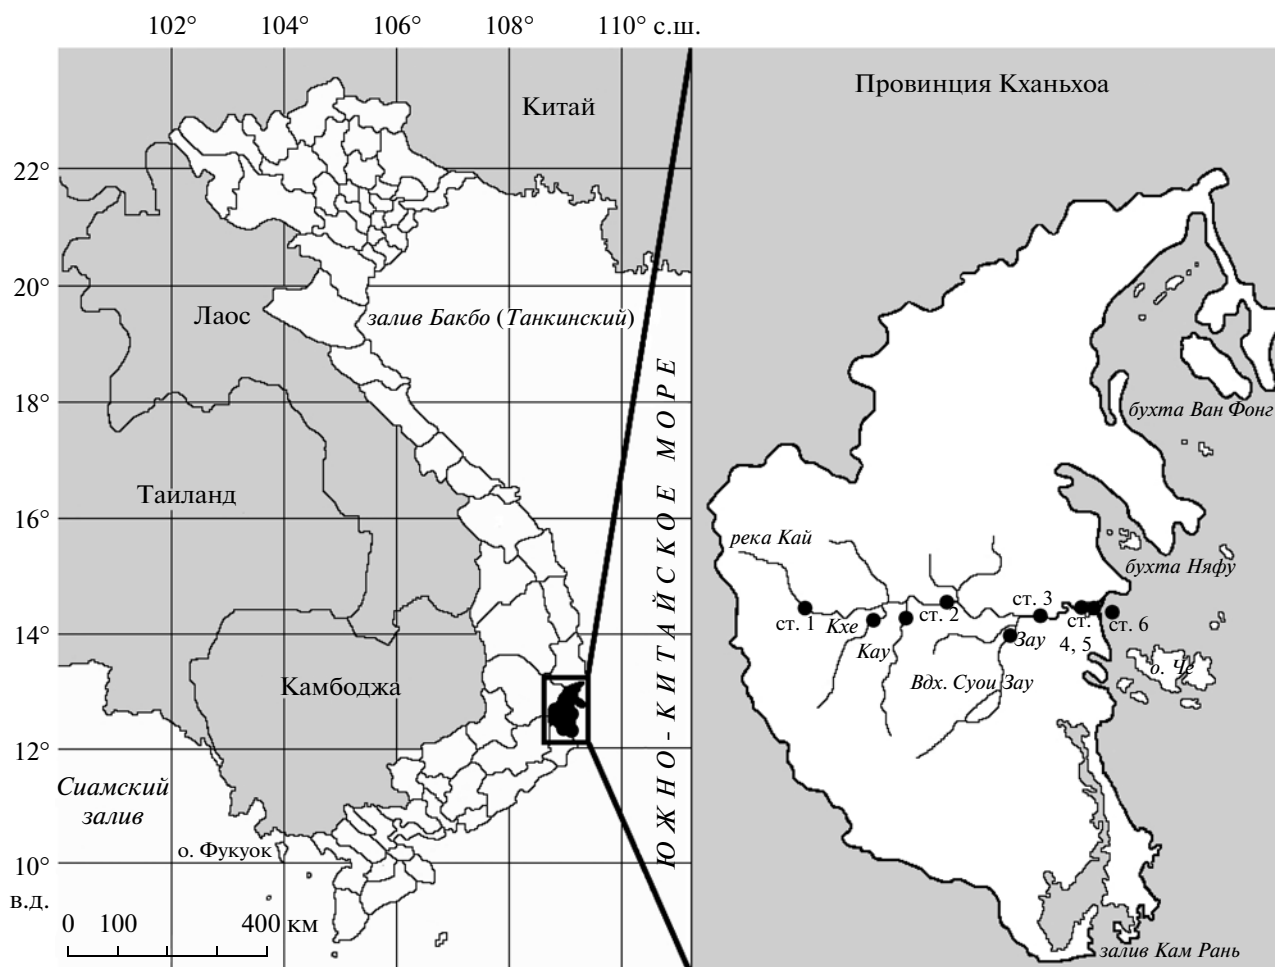 102° 104° 106° 108° 110° с.ш.
Провинция Кханьхоа
Китай
22°
20°
Лаос
залив Бакбо (Танкинский)
18°
бухта Ван Фонг
Таиланд
16°
ЮЖНО-КИТАЙСКОЕ МОРЕ
река Кай
бухта Няфу
ст. 1
Кхе
ст. 2
ст. 3
ст.
4, 5
ст. 6
14°
Кау
Зау
о. Че
Камбоджа
Вдх. Суои Зау
12°
Сиамский
залив
о. Фукуок
10°
в.д.
0 100 400 км
залив Кам Рань